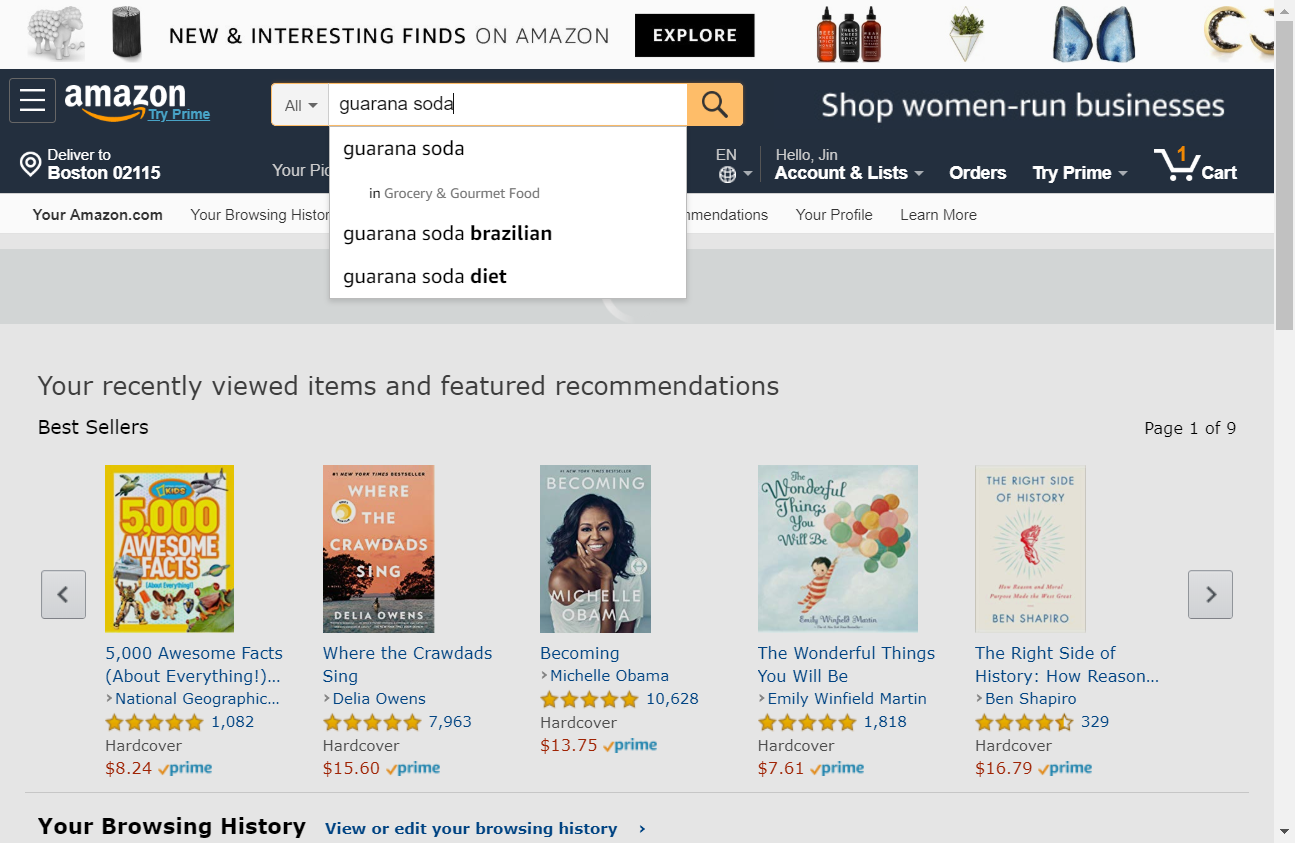 NEW & INTERESTING FINDS ON AMAZON
EXPLORE
amazon
Try Prime
All
guarana soda
Shop women-run businesses
guarana soda
in Grocery & Gourmet Food
guarana soda brazilian
guarana soda diet
Deliver to
Boston 02115
Your
EN
Hello, Jin
Account & Lists
Orders
Try Prime
1
Cart
Your Amazon.com
Your Browsing
Your Profile
Learn More
Your recently viewed items and featured recommendations
Best Sellers
Page 1 of 9
KIDS
5,000
AWESOME
FACTS
(About Everything!)
#1 NEW YORK TIMES BESTSELLER
WHERE
THE
CRAWDADS
SING
DELIA OWENS
#1 NEW YORK TIMES BESTSELLER
BECOMING
MICHELLE
OBAMA
The
Wonderful
Things
You
Will Be
Emily Winfield Martin
THE RIGHT SIDE
OF HISTORY
How Reason and Moral
Purpose Made the West Great
BEN SHAPIRO
5,000 Awesome Facts
(About Everything!)...
National Geographic...
1,082
Hardcover
$8.24 prime
Where the Crawdads
Sing
Delia Owens
7,963
Hardcover
$15.60 prime
Becoming
Michelle Obama
10,628
Hardcover
$13.75 prime
The Wonderful Things
You Will Be
Emily Winfield Martin
1,818
Hardcover
$7.61 prime
The Right Side of
History: How Reason...
Ben Shapiro
329
Hardcover
$16.79 prime
Your Browsing History
View or edit your browsing history